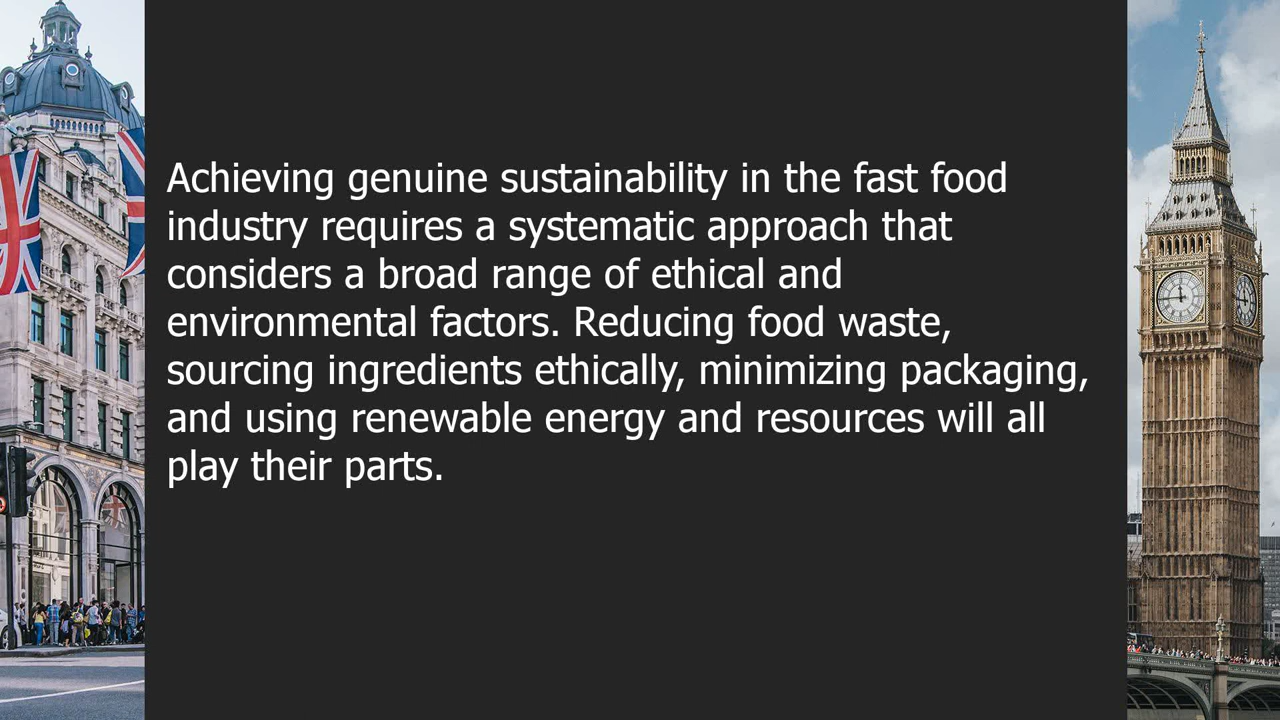 Achieving genuine sustainability in the fast food
industry requires a systematic approach that
considers a broad range of ethical and
environmental factors. Reducing food waste,
sourcing ingredients ethically, minimizing packaging,
and using renewable energy and resources will all
play their parts.